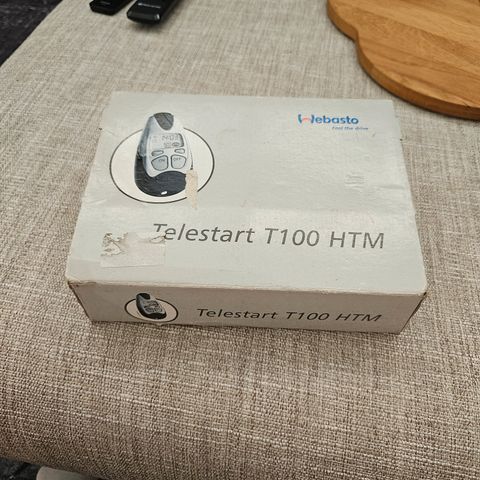 Webasto
Feel the drive
Telestart T100 HTM
Telestart T100 HTM